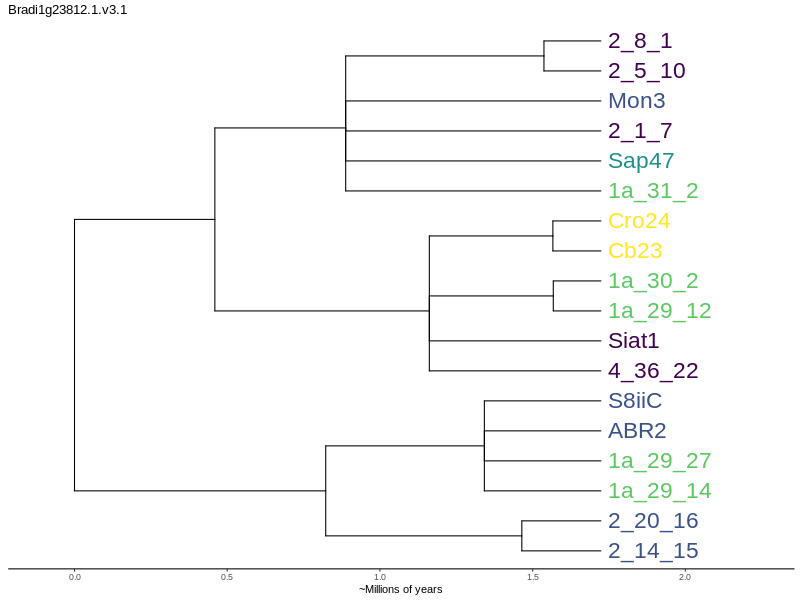 Bradi1g23812.1.v3.1
2_8_1
2_5_10
Mon3
2_1_7
Sap47
1a_31_2
Cro24
Cb23
1a_30_2
1a_29_12
Siat1
4_36_22
S8iiC
ABR2
1a_29_27
1a_29_14
2_20_16
2_14_15
0.0 0.5 1.0 1.5 2.0
~Millions of years